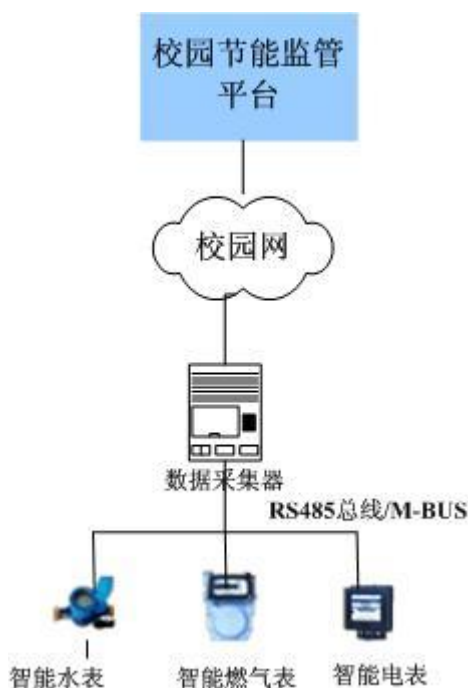 校园节能监管
平台
校园网
数据采集器
RS485总线/M-BUS
智能水表
智能燃气表
智能电表